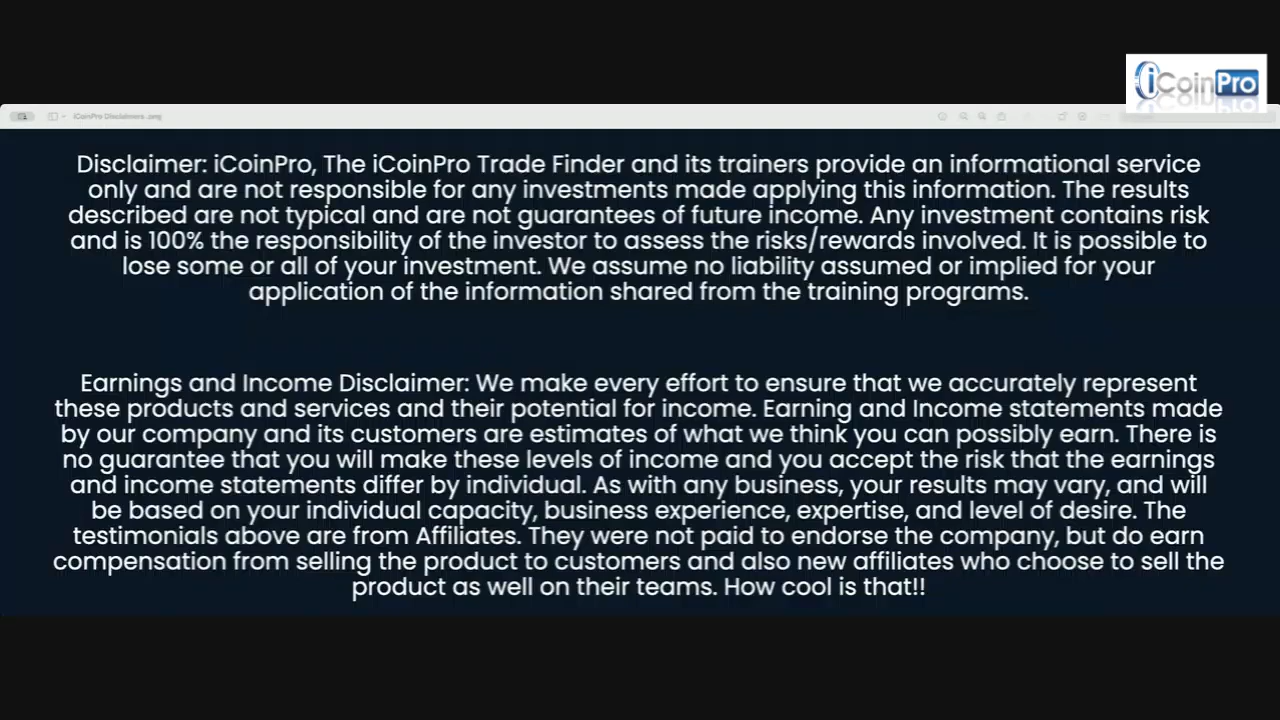 iCoinPro
iCoinPro Disclaimers .png
Disclaimer: iCoinPro, The iCoinPro Trade Finder and its trainers provide an informational service
only and are not responsible for any investments made applying this information. The results
described are not typical and are not guarantees of future income. Any investment contains risk
and is 100% the responsibility of the investor to assess the risks/rewards involved. It is possible to
lose some or all of your investment. We assume no liability assumed or implied for your
application of the information shared from the training programs.
Earnings and Income Disclaimer: We make every effort to ensure that we accurately represent
these products and services and their potential for income. Earning and Income statements made
by our company and its customers are estimates of what we think you can possibly earn. There is
no guarantee that you will make these levels of income and you accept the risk that the earnings
and income statements differ by individual. As with any business, your results may vary, and will
be based on your individual capacity, business experience, expertise, and level of desire. The
testimonials above are from Affiliates. They were not paid to endorse the company, but do earn
compensation from selling the product to customers and also new affiliates who choose to sell the
product as well on their teams. How cool is that!!